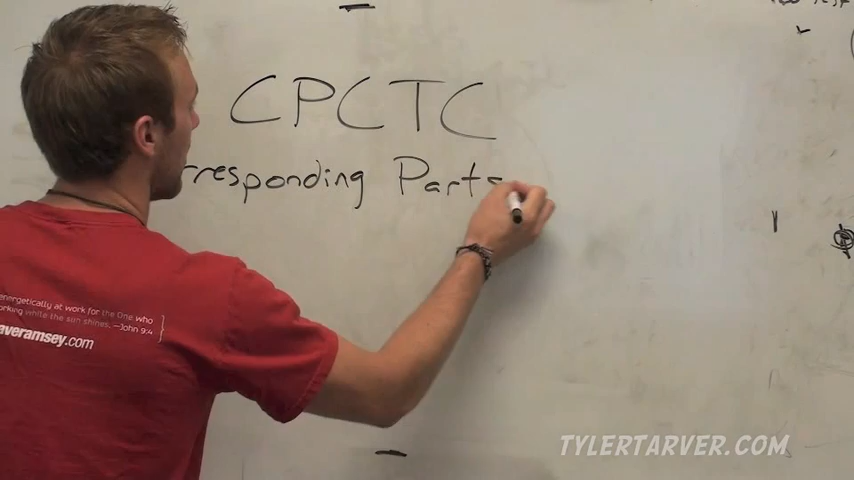 CPCTC
rresponding Parts
energetically at work for the One who
orking while the sun shines. —John 9:4
averamsey.com
TYLERTARVER.COM